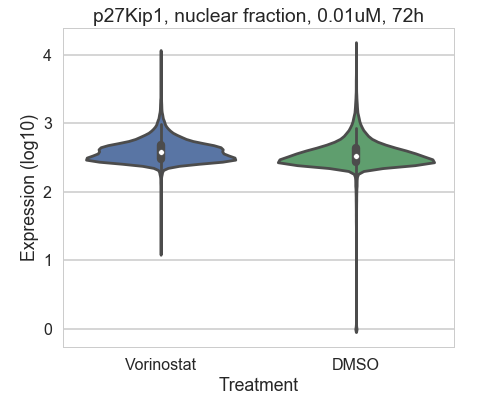 p27Kip1, nuclear fraction, 0.01uM, 72h
Expression (log10)
4
3
2
1
0
Vorinostat DMSO
Treatment